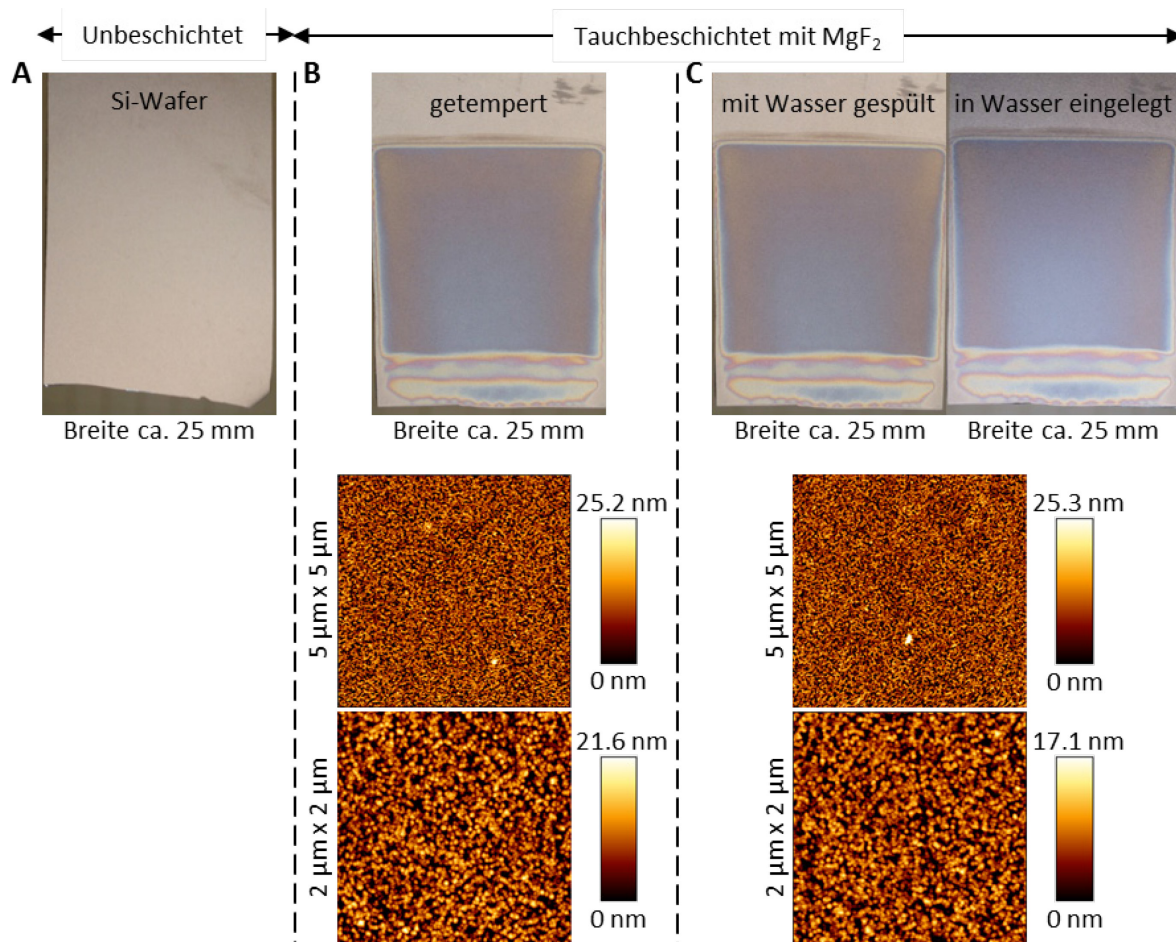 Unbeschichtet
Tauchbeschichtet mit MgF₂
A
B
C
Si-Wafer
getempert
mit Wasser gespült
in Wasser eingelegt
Breite ca. 25 mm
Breite ca. 25 mm
Breite ca. 25 mm
Breite ca. 25 mm
5 µm x 5 µm
25.2 nm
0 nm
5 µm x 5 µm
25.3 nm
0 nm
2 µm x 2 µm
21.6 nm
0 nm
2 µm x 2 µm
17.1 nm
0 nm